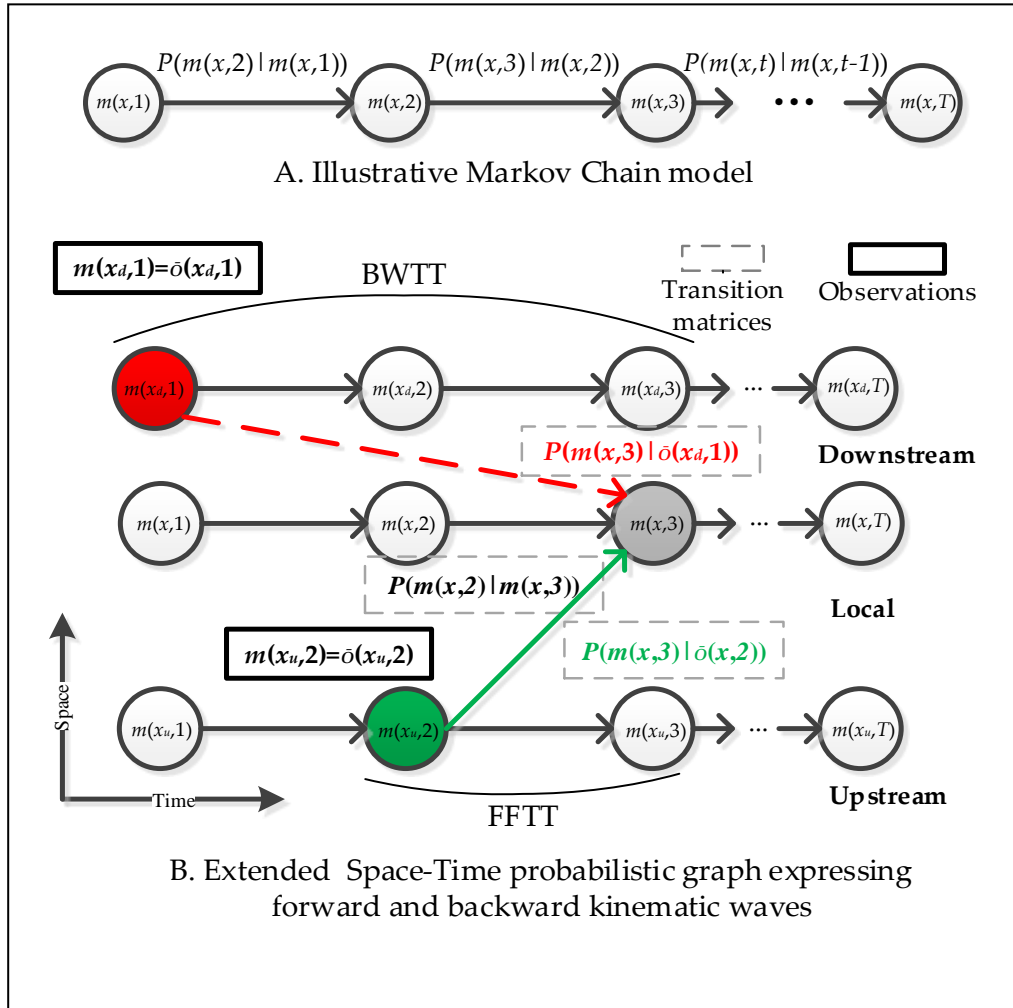 P(m(x,2)|m(x,1)) P(m(x,3)|m(x,2)) P(m(x,t)|m(x,t-1))
m(x,1) m(x,2) m(x,3) ••• m(x,T)
A. Illustrative Markov Chain model
m(xd,1)=ō(xd,1)
BWTT
Transition matrices
Observations
m(xd,1) m(xd,2) m(xd,3) ... m(xd,T)
Downstream
P(m(x,3)|ō(xd,1))
m(x,1) m(x,2) m(x,3) ... m(x,T)
Local
P(m(x,2)|m(x,3))
P(m(x,3)|ō(x,2))
m(xu,2)=ō(xu,2)
m(xu,1) m(xu,2) m(xu,3) ... m(xu,T)
Upstream
Space
Time
FFTT
B. Extended Space-Time probabilistic graph expressing
forward and backward kinematic waves